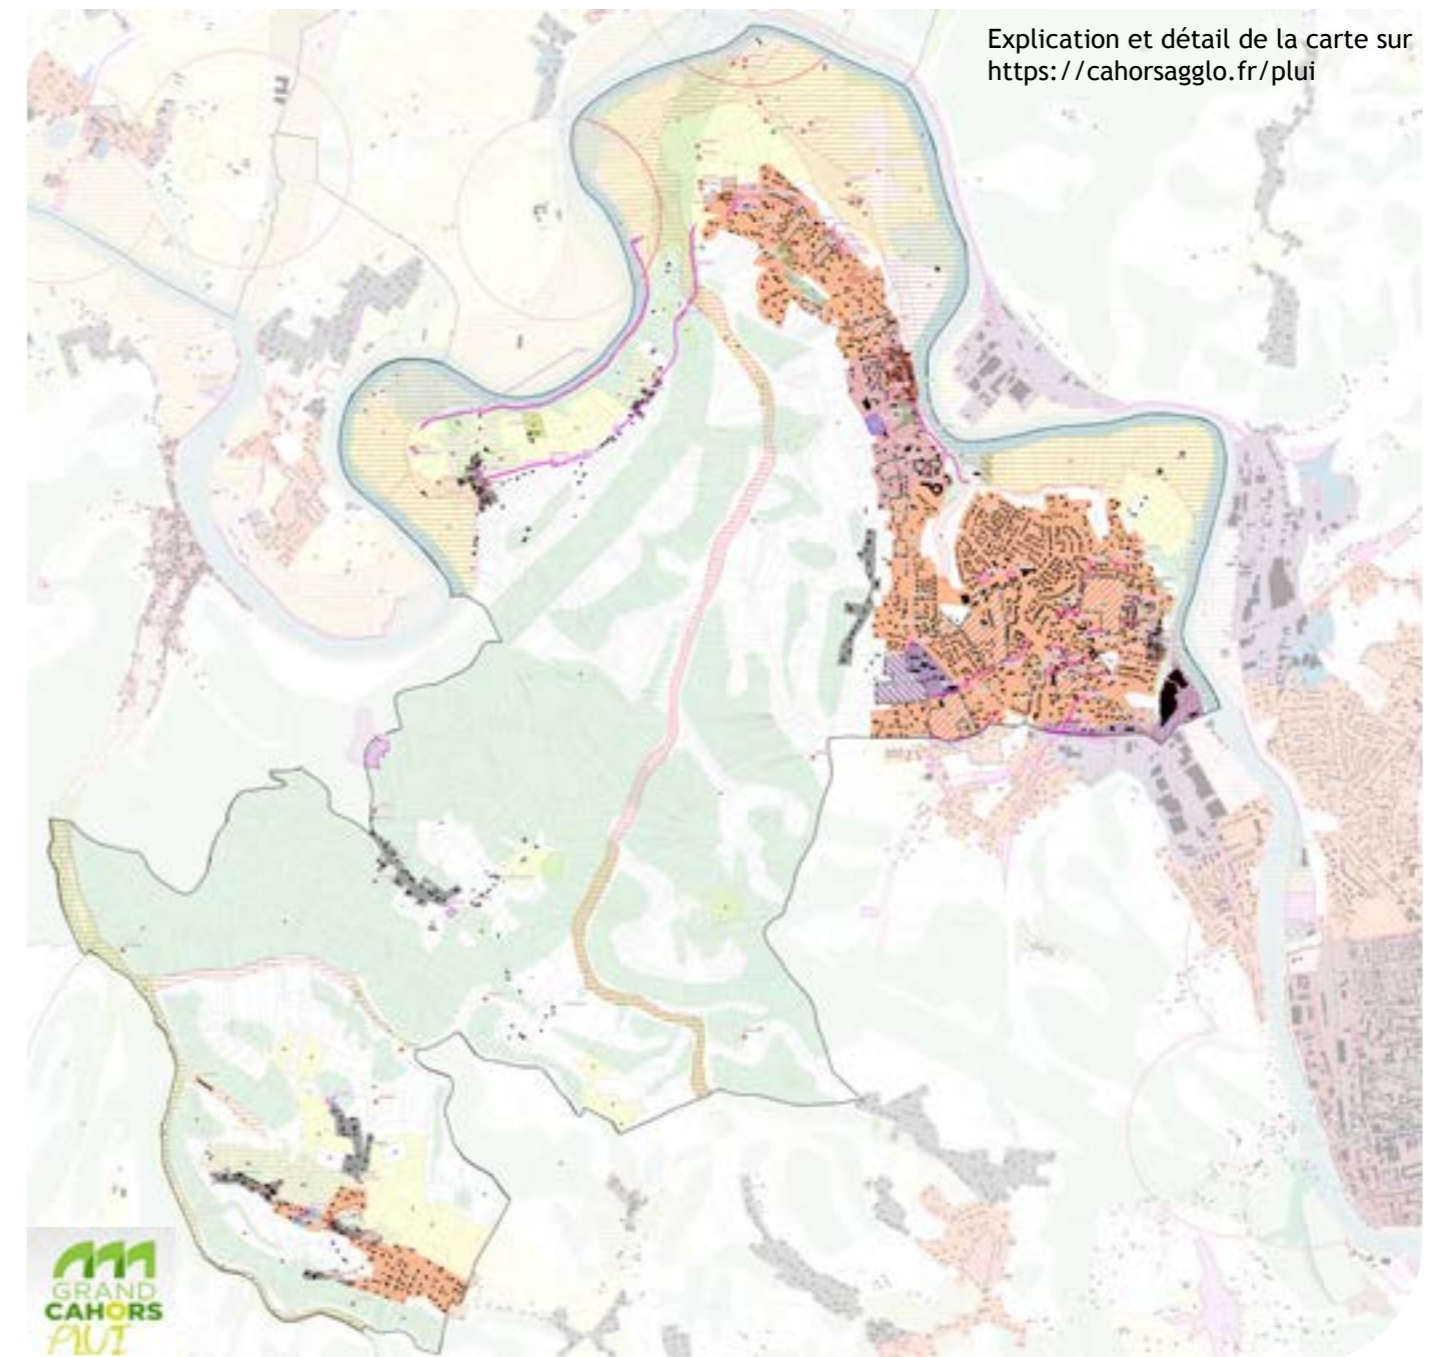 Explication et détail de la carte sur
https://cahorsagglo.fr/plui
GRAND
CAHORS
PLUI